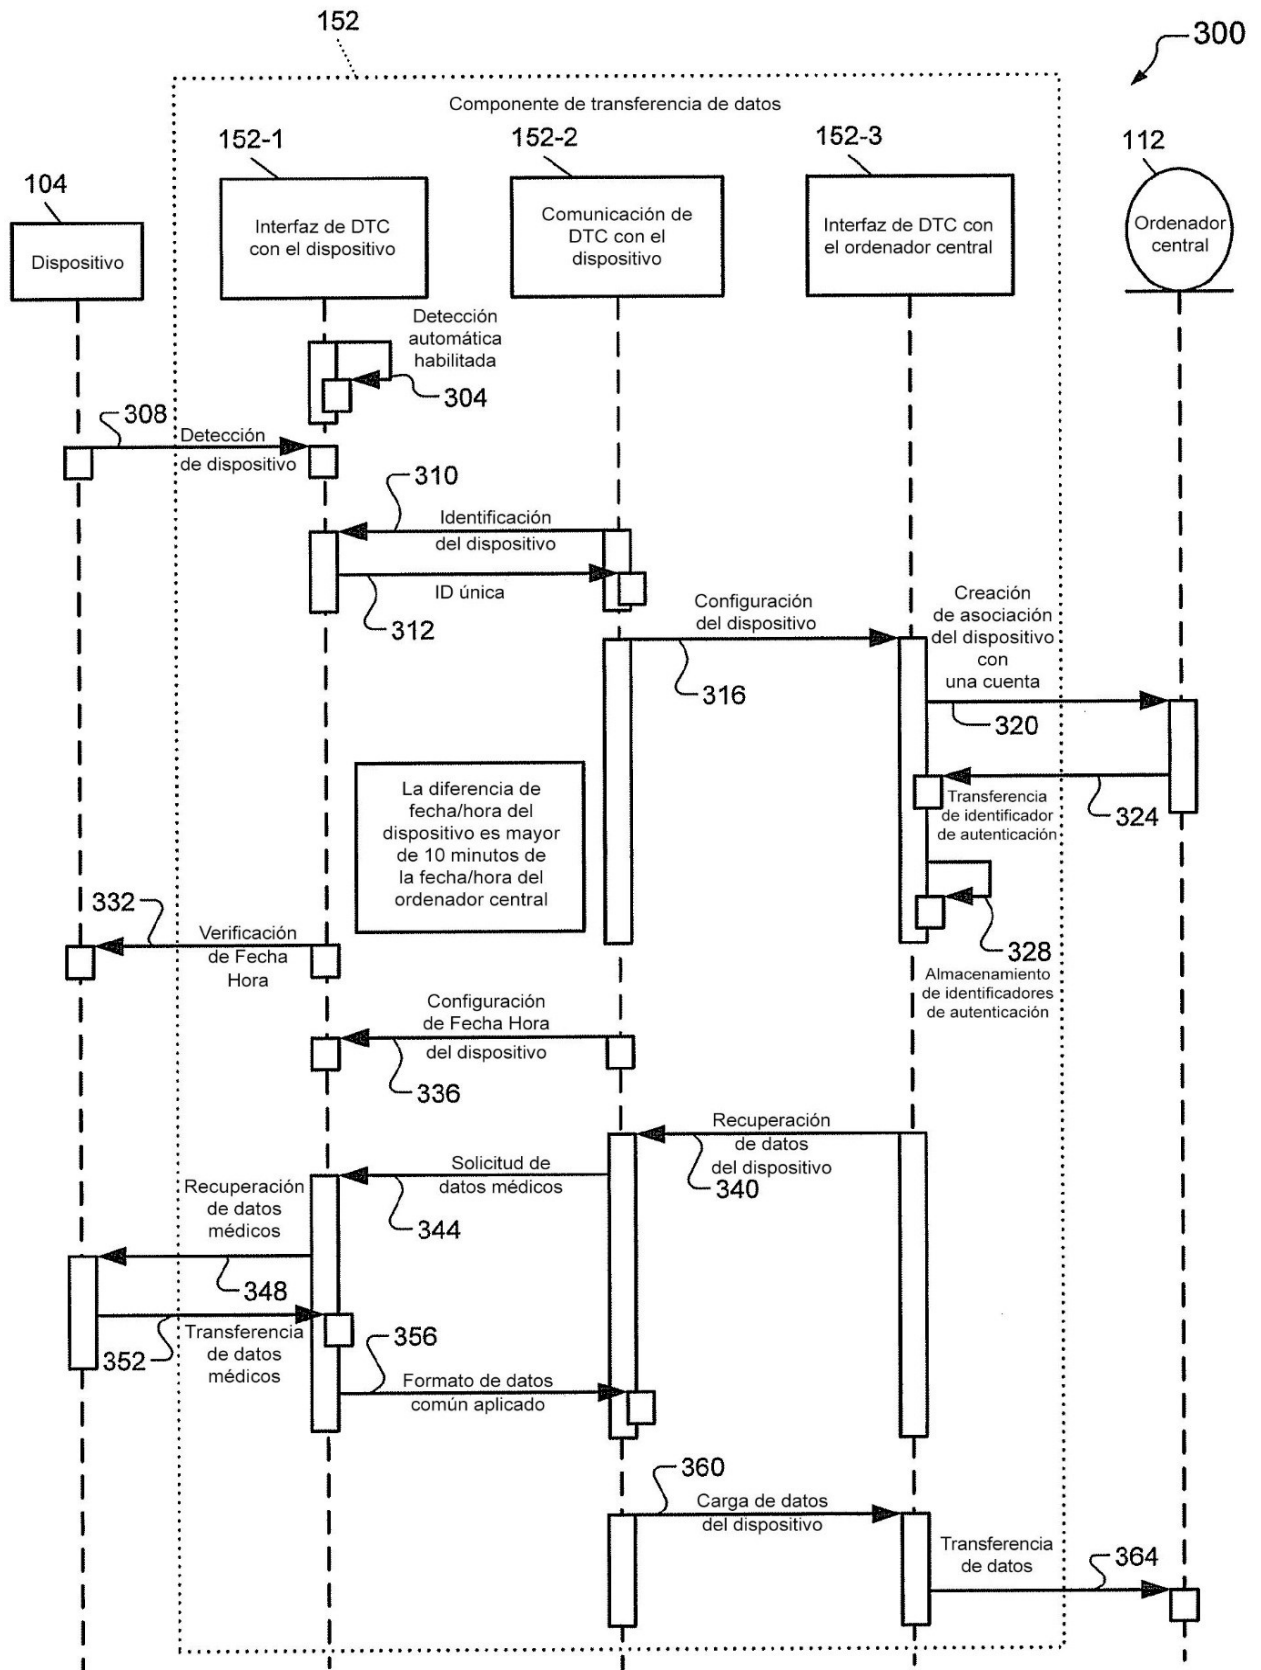 152
300
Componente de transferencia de datos
152-1
152-2
152-3
112
104
Dispositivo
Interfaz de DTC
con el dispositivo
Comunicación de
DTC con el
dispositivo
Interfaz de DTC con
el ordenador central
Ordenador
central
Detección
automática
habilitada
304
308
Detección
de dispositivo
310
Identificación
del dispositivo
ID única
312
Configuración
del dispositivo
316
Creación
de asociación
del dispositivo
con
una cuenta
320
Transferencia
de identificador
de autenticación
324
La diferencia de
fecha/hora del
dispositivo es mayor
de 10 minutos de
la fecha/hora del
ordenador central
328
Almacenamiento
de identificadores
de autenticación
332
Verificación
de Fecha
Hora
Configuración
de Fecha Hora
del dispositivo
336
Recuperación
de datos
del dispositivo
340
Solicitud de
datos médicos
344
Recuperación
de datos
médicos
348
Transferencia
de datos
médicos
352
356
Formato de datos
común aplicado
360
Carga de datos
del dispositivo
Transferencia
de datos
364